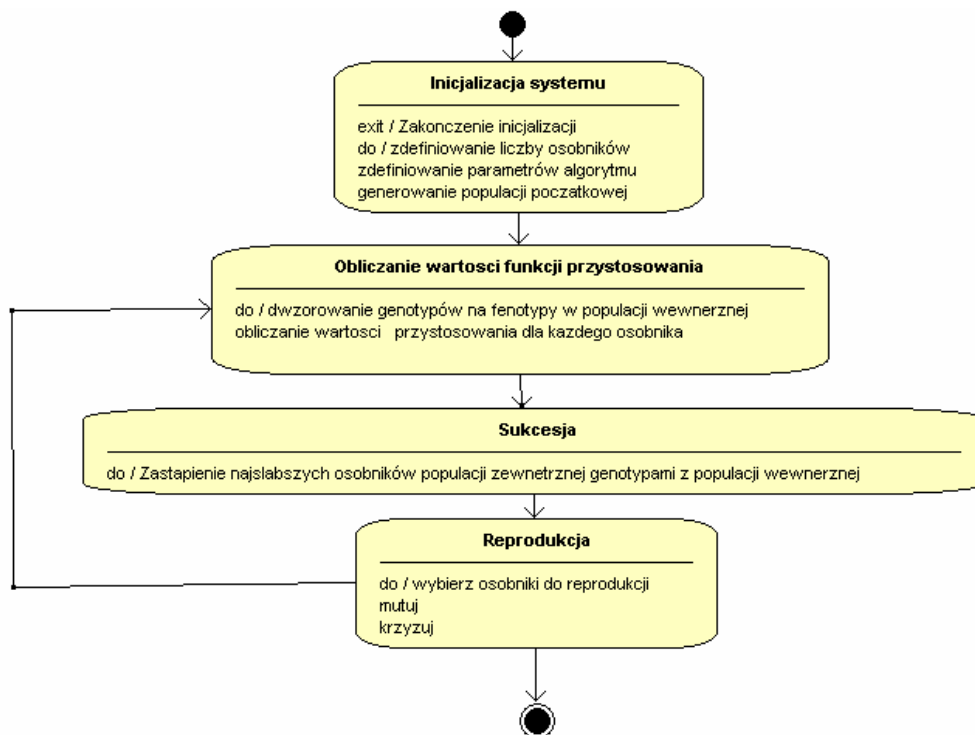 Inicjalizacja systemu
exit / Zakonczenie inicjalizacji
do / zdefiniowanie liczby osobników
zdefiniowanie parametrów algorytmu
generowanie populacji poczatkowej
Obliczanie wartosci funkcji przystosowania
do / dwzorowanie genotypów na fenotypy w populacji wewnerznej
obliczanie wartosci przystosowania dla kazdego osobnika
Sukcesja
do / Zastapienie najslabszych osobników populacji zewnetrznej genotypami z populacji wewnerznej
Reprodukcja
do / wybierz osobniki do reprodukcji
mutuj
krzyzuj